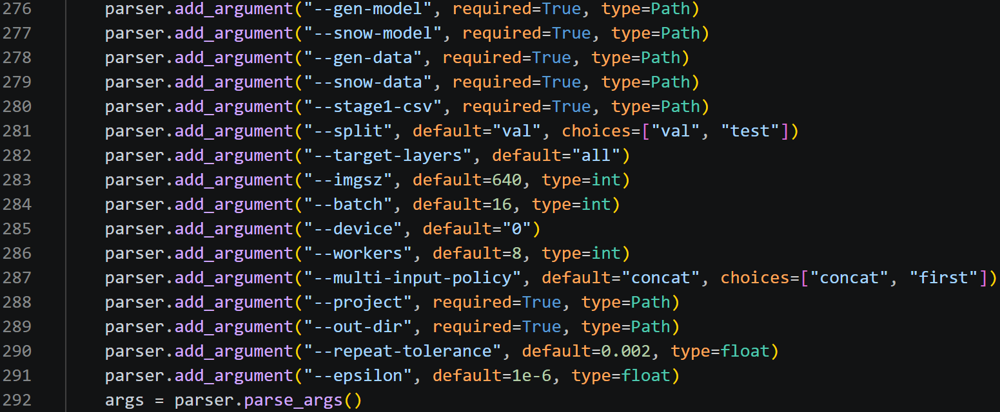 276 parser.add_argument("--gen-model", required=True, type=Path)
277 parser.add_argument("--snow-model", required=True, type=Path)
278 parser.add_argument("--gen-data", required=True, type=Path)
279 parser.add_argument("--snow-data", required=True, type=Path)
280 parser.add_argument("--stage1-csv", required=True, type=Path)
281 parser.add_argument("--split", default="val", choices=["val", "test"])
282 parser.add_argument("--target-layers", default="all")
283 parser.add_argument("--imgsz", default=640, type=int)
284 parser.add_argument("--batch", default=16, type=int)
285 parser.add_argument("--device", default="0")
286 parser.add_argument("--workers", default=8, type=int)
287 parser.add_argument("--multi-input-policy", default="concat", choices=["concat", "first"])
288 parser.add_argument("--project", required=True, type=Path)
289 parser.add_argument("--out-dir", required=True, type=Path)
290 parser.add_argument("--repeat-tolerance", default=0.002, type=float)
291 parser.add_argument("--epsilon", default=1e-6, type=float)
292 args = parser.parse_args()